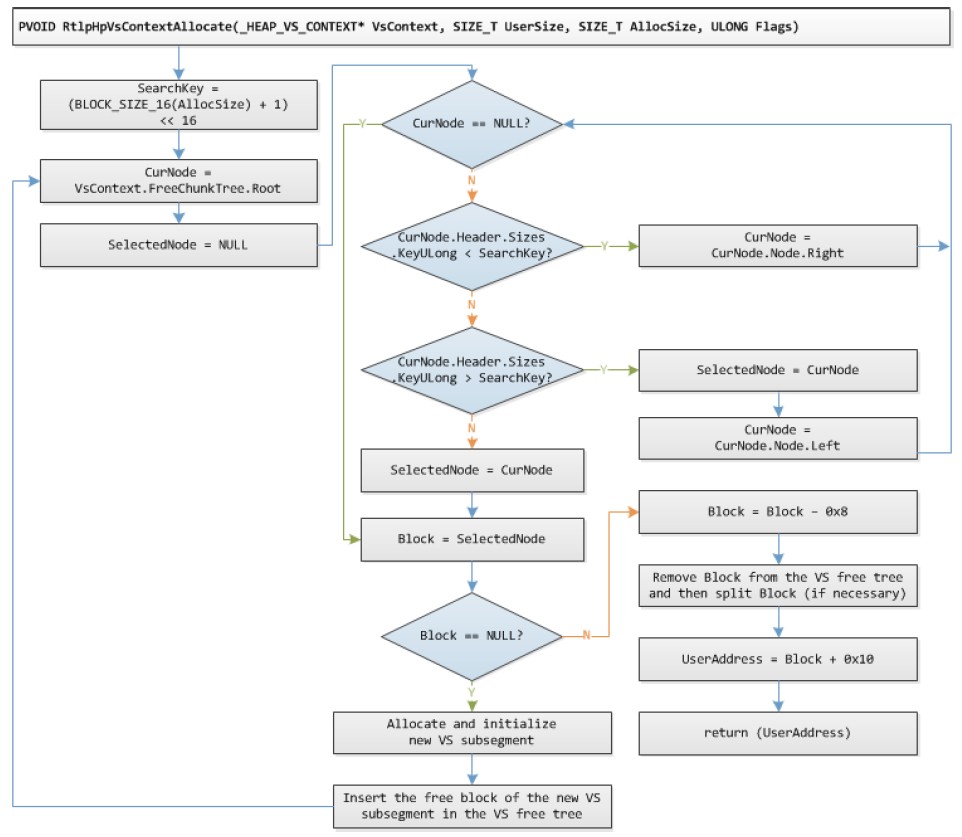 PVOID RtlpHpVsContextAllocate(_HEAP_VS_CONTEXT* VsContext, SIZE_T UserSize, SIZE_T AllocSize, ULONG Flags)
SearchKey =
(BLOCK_SIZE_16(AllocSize) + 1)
<< 16
CurNode =
VsContext.FreeChunkTree.Root
SelectedNode = NULL
CurNode == NULL?
Y
N
CurNode.Header.Sizes
.KeyULong < SearchKey?
Y
CurNode =
CurNode.Node.Right
N
CurNode.Header.Sizes
.KeyULong > SearchKey?
Y
SelectedNode = CurNode
CurNode =
CurNode.Node.Left
N
SelectedNode = CurNode
Block = SelectedNode
Block == NULL?
N
Block = Block - 0x8
Remove Block from the VS free tree
and then split Block (if necessary)
UserAddress = Block + 0x10
return (UserAddress)
Y
Allocate and initialize
new VS subsegment
Insert the free block of the new VS
subsegment in the VS free tree